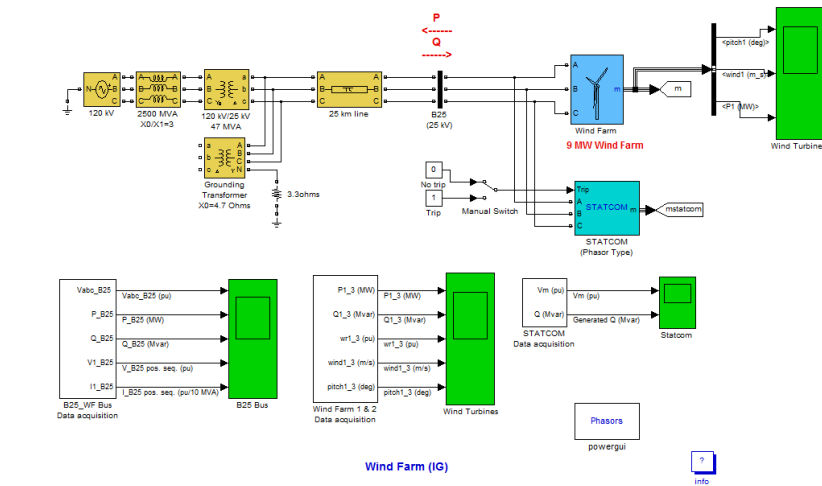 P
<------
Q
------>
<pitch1 (deg)>
<wind1 (m_s)>
<P1 (MW)>
Wind Turbine
N
A
B
C
A
B
C
A
B
C
A
B
C
a
b
c
A
B
C
A
B
C
A
B
C
m
m
120 kV
2500 MVA
X0/X1=3
120 kV/25 kV
47 MVA
25 km line
B25
(25 kV)
Wind Farm
9 MW Wind Farm
a
b
c
A
B
C
N
Grounding
Transformer
X0=4.7 Ohms
3.3ohms
0
No trip
1
Trip
Manual Switch
Trip
A
B
C
STATCOM
m
mstatcom
STATCOM
(Phasor Type)
Vabc_B25
P_B25
Q_B25
V1_B25
I1_B25
Vabc_B25 (pu)
P_B25 (MW)
Q_B25 (Mvar)
V_B25 pos. seq. (pu)
I_B25 pos. seq. (pu/10 MVA)
B25_WF Bus
Data acquisition
B25 Bus
P1_3 (MW)
Q1_3 (Mvar)
wr1_3 (pu)
wind1_3 (m/s)
pitch1_3 (deg)
P1_3 (MW)
Q1_3 (Mvar)
wr1_3 (pu)
wind1_3 (m/s)
pitch1_3 (deg)
Wind Farm 1 & 2
Data acquisition
Wind Turbines
Vm (pu)
Q (Mvar)
Vm (pu)
Generated Q (Mvar)
STATCOM
Data acquisition
Statcom
Phasors
powergui
Wind Farm (IG)
?
info